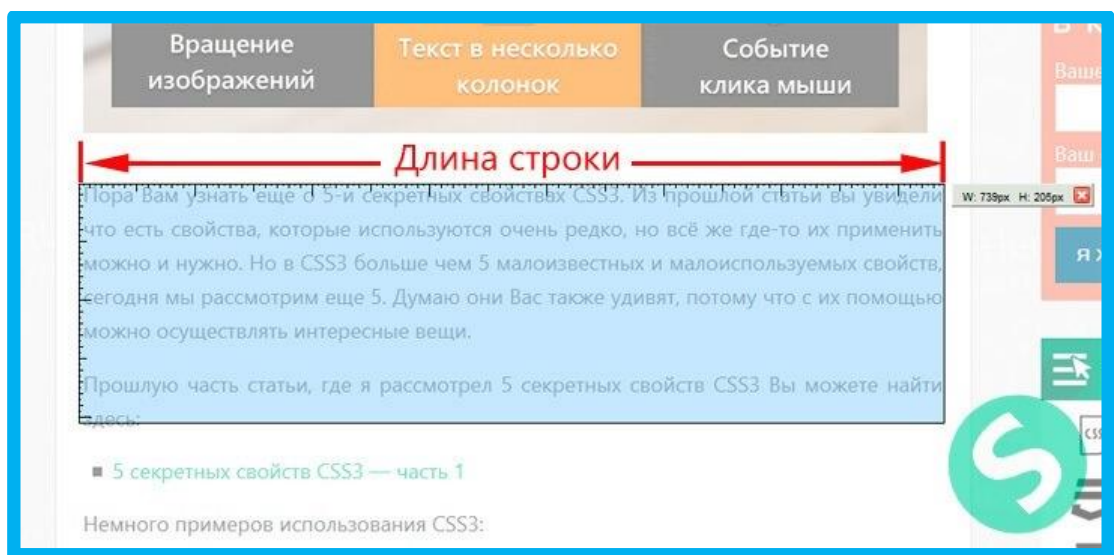 Вращение
изображений
Текст в несколько
колонок
Событие
клика мыши
В К
Ваше
Ваш
Я Х
Длина строки
W: 739px H: 206px
Пора Вам узнать еще о 5-и секретных свойствах CSS3. Из прошлой статьи вы увидели
что есть свойства, которые используются очень редко, но всё же где-то их применить
можно и нужно. Но в CSS3 больше чем 5 малоизвестных и малоиспользуемых свойств,
сегодня мы рассмотрим еще 5. Думаю они Вас также удивят, потому что с их помощью
можно осуществлять интересные вещи.
Прошлую часть статьи, где я рассмотрел 5 секретных свойств CSS3 Вы можете найти
здесь:
5 секретных свойств CSS3 — часть 1
Немного примеров использования CSS3:
S
CSS